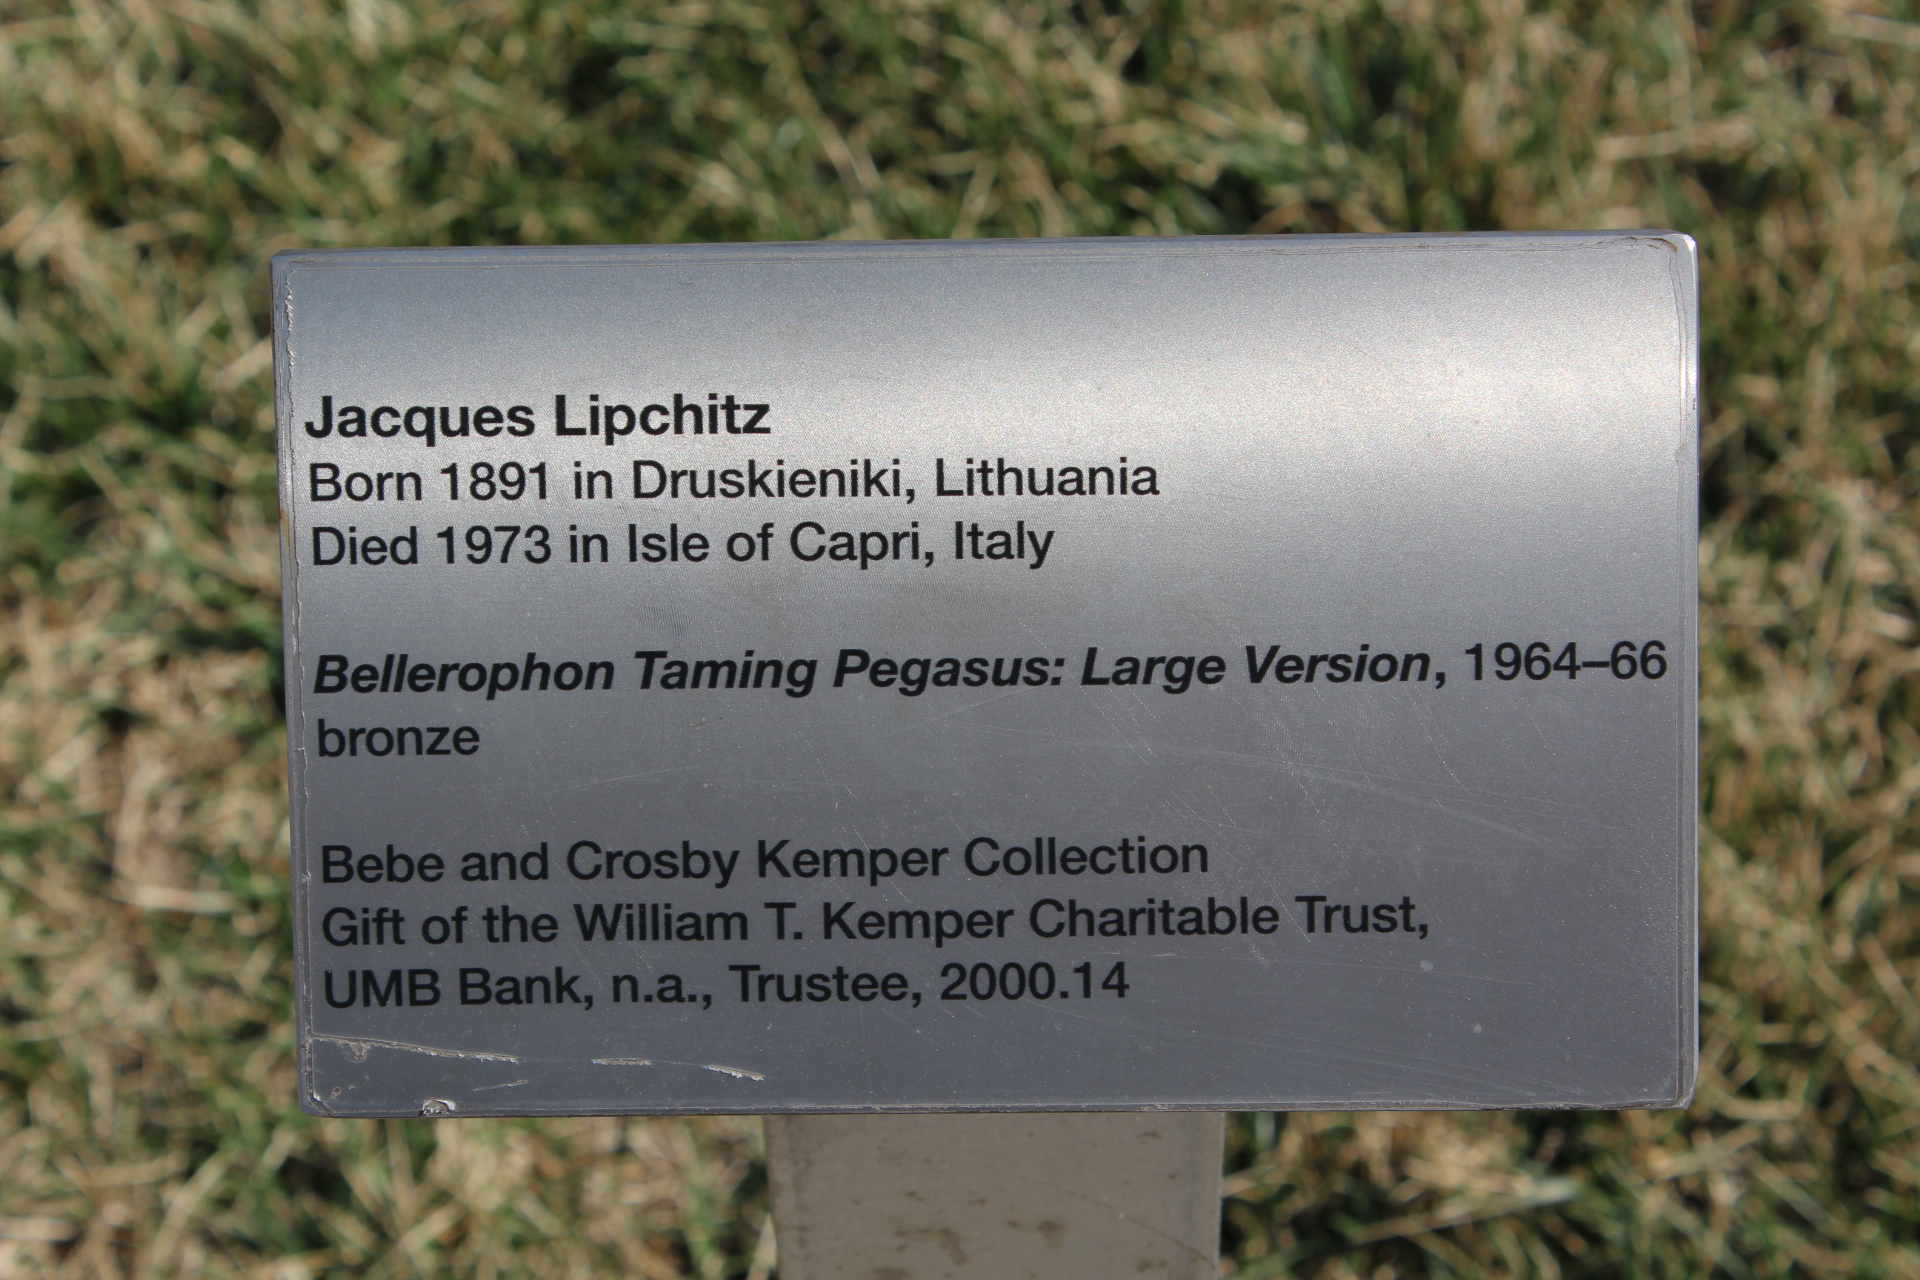 Jacques Lipchitz
Born 1891 in Druskieniki, Lithuania
Died 1973 in Isle of Capri, Italy
Bellerophon Taming Pegasus: Large Version, 1964–66
bronze
Bebe and Crosby Kemper Collection
Gift of the William T. Kemper Charitable Trust,
UMB Bank, n.a., Trustee, 2000.14